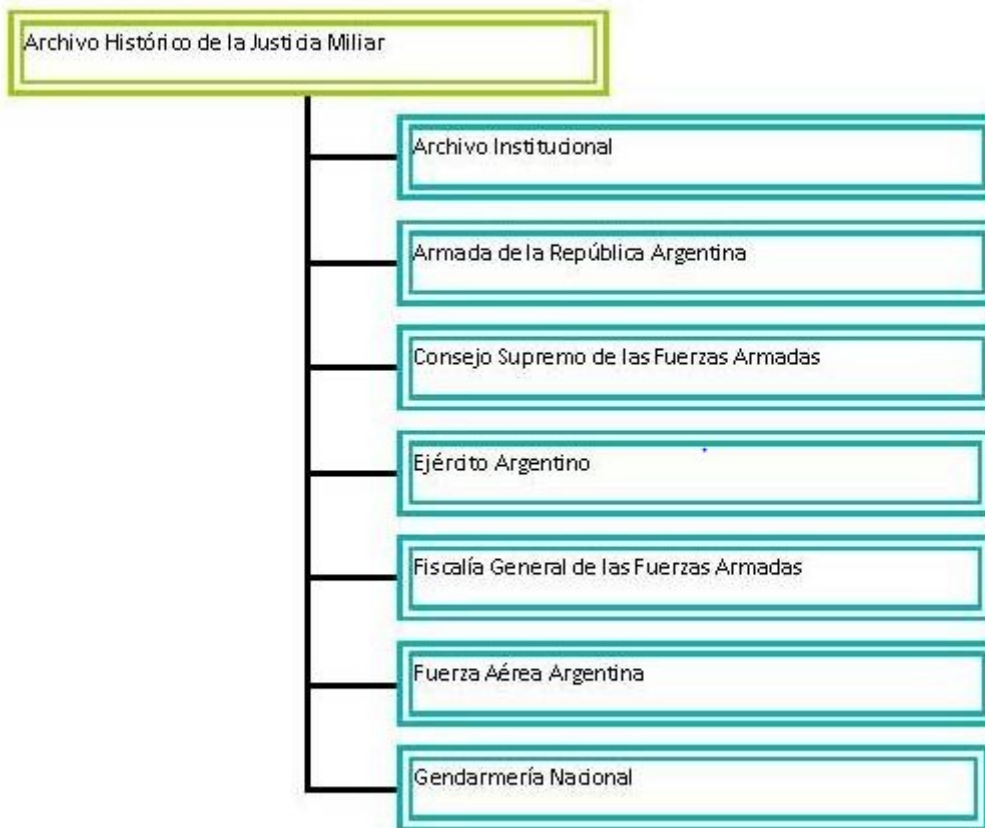 Archivo Histórico de la Justicia Miliar
Archivo Institucional
Armada de la República Argentina
Consejo Supremo de las Fuerzas Armadas
Ejército Argentino
Fiscalía General de las Fuerzas Armadas
Fuerza Aérea Argentina
Gendarmería Nacional